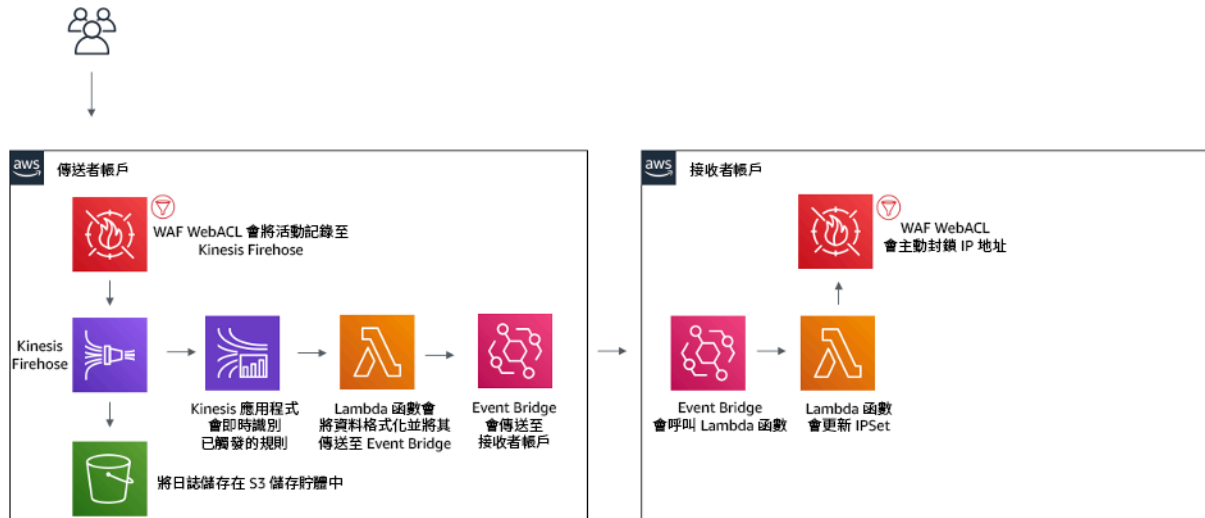 aws
傳送者帳戶
WAF WebACL 會將活動記錄至
Kinesis Firehose
Kinesis
Firehose
Kinesis 應用程式
會即時識別
已觸發的規則
Lambda 函數會
將資料格式化並將其
傳送至 Event Bridge
Event Bridge
會傳送至
接收者帳戶
將日誌儲存在 S3 儲存貯體中
aws
接收者帳戶
WAF WebACL
會主動封鎖 IP 地址
Event Bridge
會呼叫 Lambda 函數
Lambda 函數
會更新 IPSet